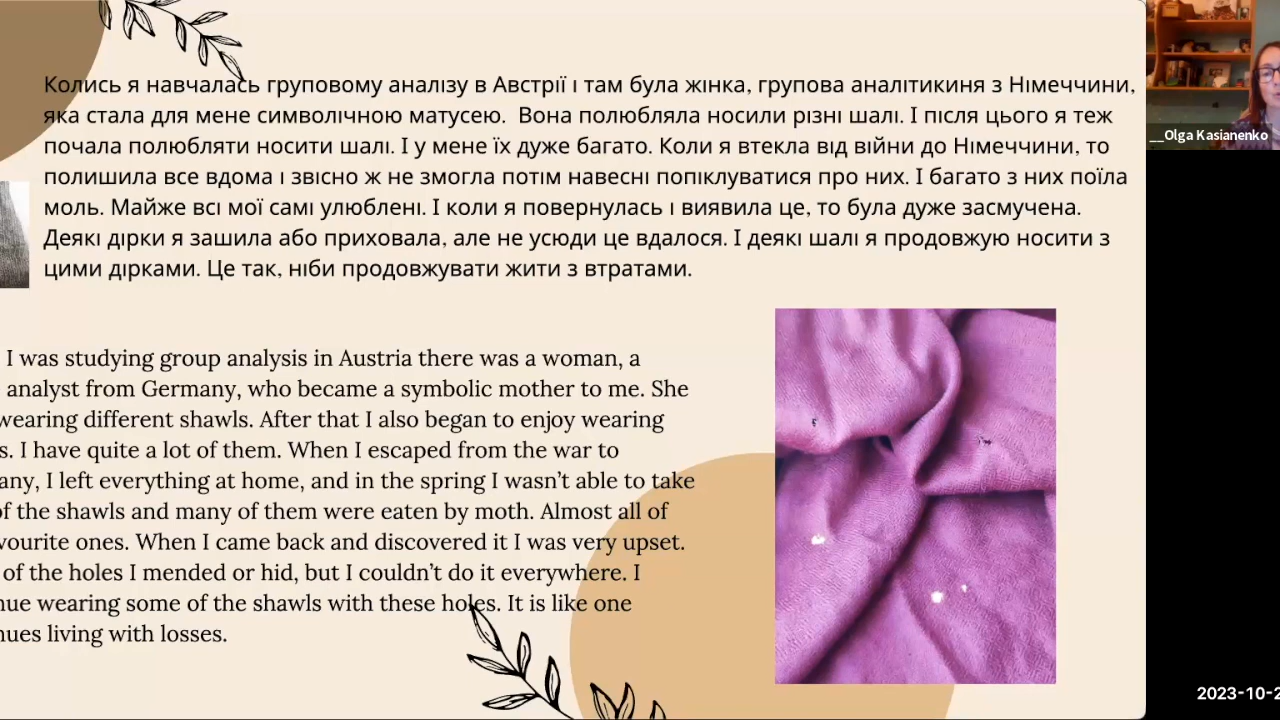 Колись я навчалась груповому аналізу в Австрії і там була жінка, групова аналітикиня з Німеччини,
яка стала для мене символічною матусею. Вона полюбляла носили різні шалі. І після цього я теж
почала полюбляти носити шалі. І у мене їх дуже багато. Коли я втекла від війни до Німеччини, то
полишила все вдома і звісно ж не змогла потім навесні попіклуватися про них. І багато з них поїла
моль. Майже всі мої самі улюблені. І коли я повернулась і виявила це, то була дуже засмучена.
Деякі дірки я зашила або приховала, але не усюди це вдалося. І деякі шалі я продовжую носити з
цими дірками. Це так, ніби продовжувати жити з втратами.
I was studying group analysis in Austria there was a woman, a
analyst from Germany, who became a symbolic mother to me. She
wearing different shawls. After that I also began to enjoy wearing
s. I have quite a lot of them. When I escaped from the war to
any, I left everything at home, and in the spring I wasn’t able to take
of the shawls and many of them were eaten by moth. Almost all of
vourite ones. When I came back and discovered it I was very upset.
of the holes I mended or hid, but I couldn’t do it everywhere. I
nue wearing some of the shawls with these holes. It is like one
nues living with losses.
__Olga Kasianenko
2023-10-2